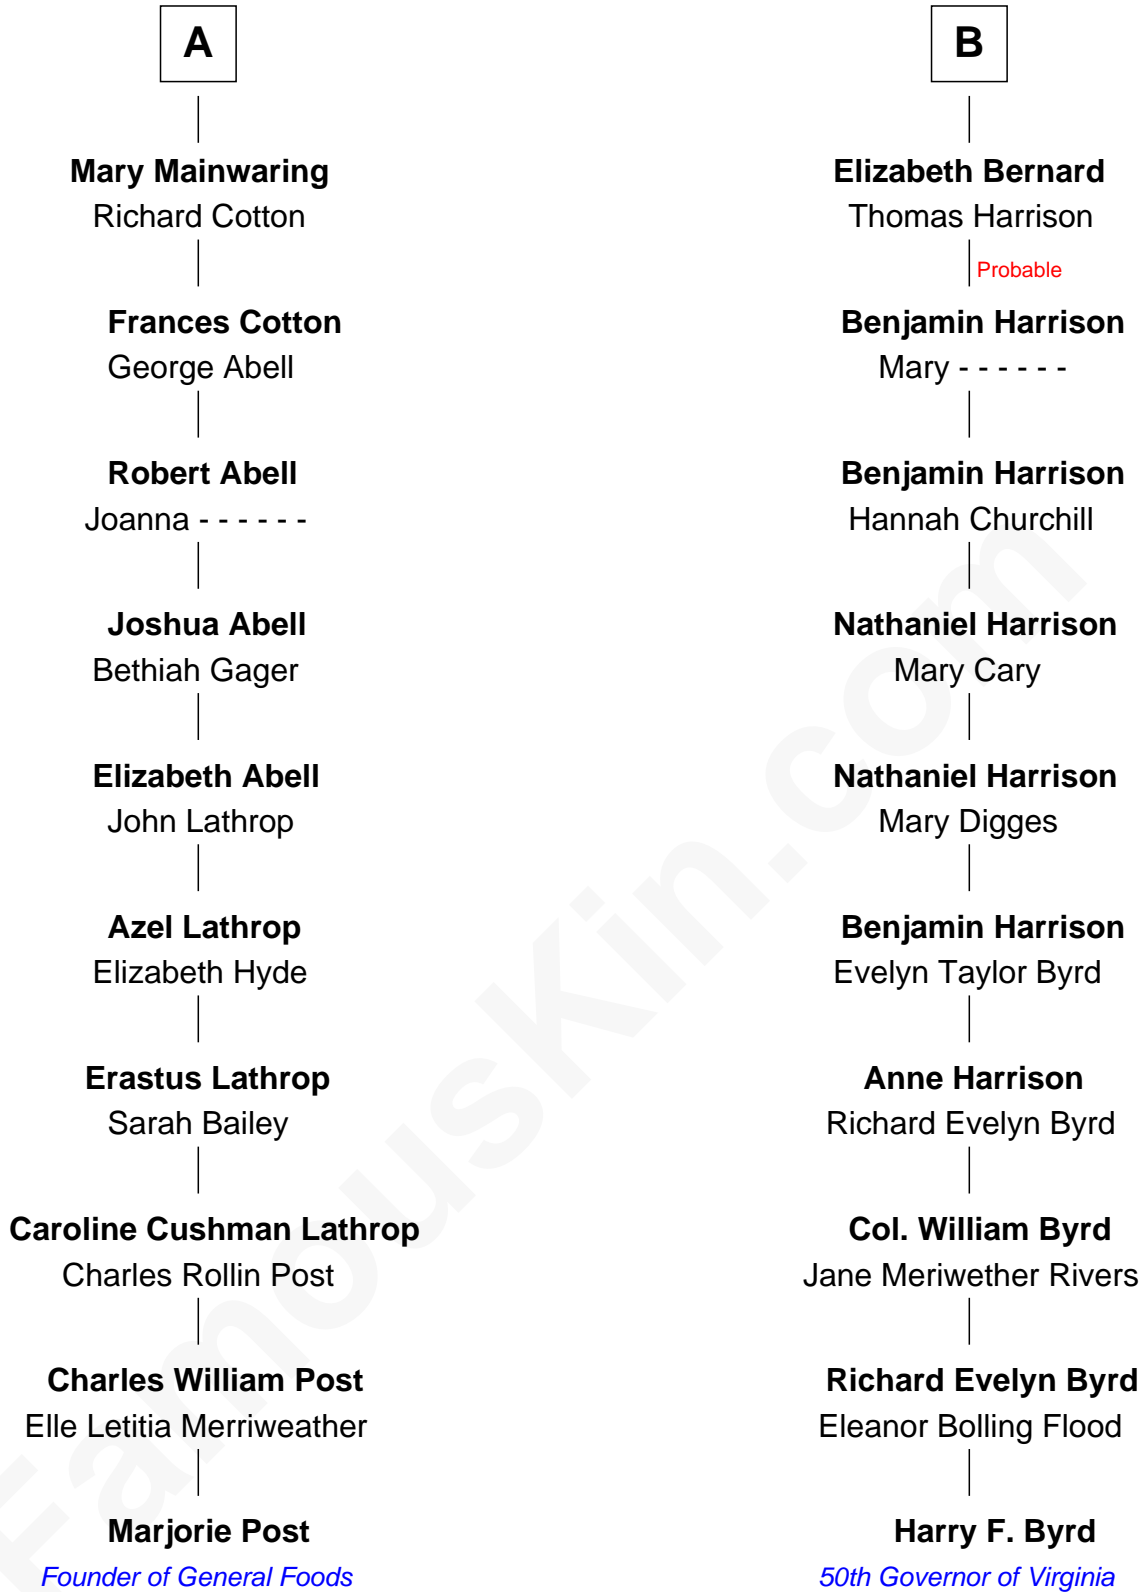 A
Mary Mainwaring
Richard Cotton
Frances Cotton
George Abell
Robert Abell
Joanna - - - - - -
Joshua Abell
Bethiah Gager
Elizabeth Abell
John Lathrop
Azel Lathrop
Elizabeth Hyde
Erastus Lathrop
Sarah Bailey
Caroline Cushman Lathrop
Charles Rollin Post
Charles William Post
Elle Letitia Merriweather
Marjorie Post
Founder of General Foods
B
Elizabeth Bernard
Thomas Harrison
Probable
Benjamin Harrison
Mary - - - - - -
Benjamin Harrison
Hannah Churchill
Nathaniel Harrison
Mary Cary
Nathaniel Harrison
Mary Digges
Benjamin Harrison
Evelyn Taylor Byrd
Anne Harrison
Richard Evelyn Byrd
Col. William Byrd
Jane Meriwether Rivers
Richard Evelyn Byrd
Eleanor Bolling Flood
Harry F. Byrd
50th Governor of Virginia
FamousKin.com